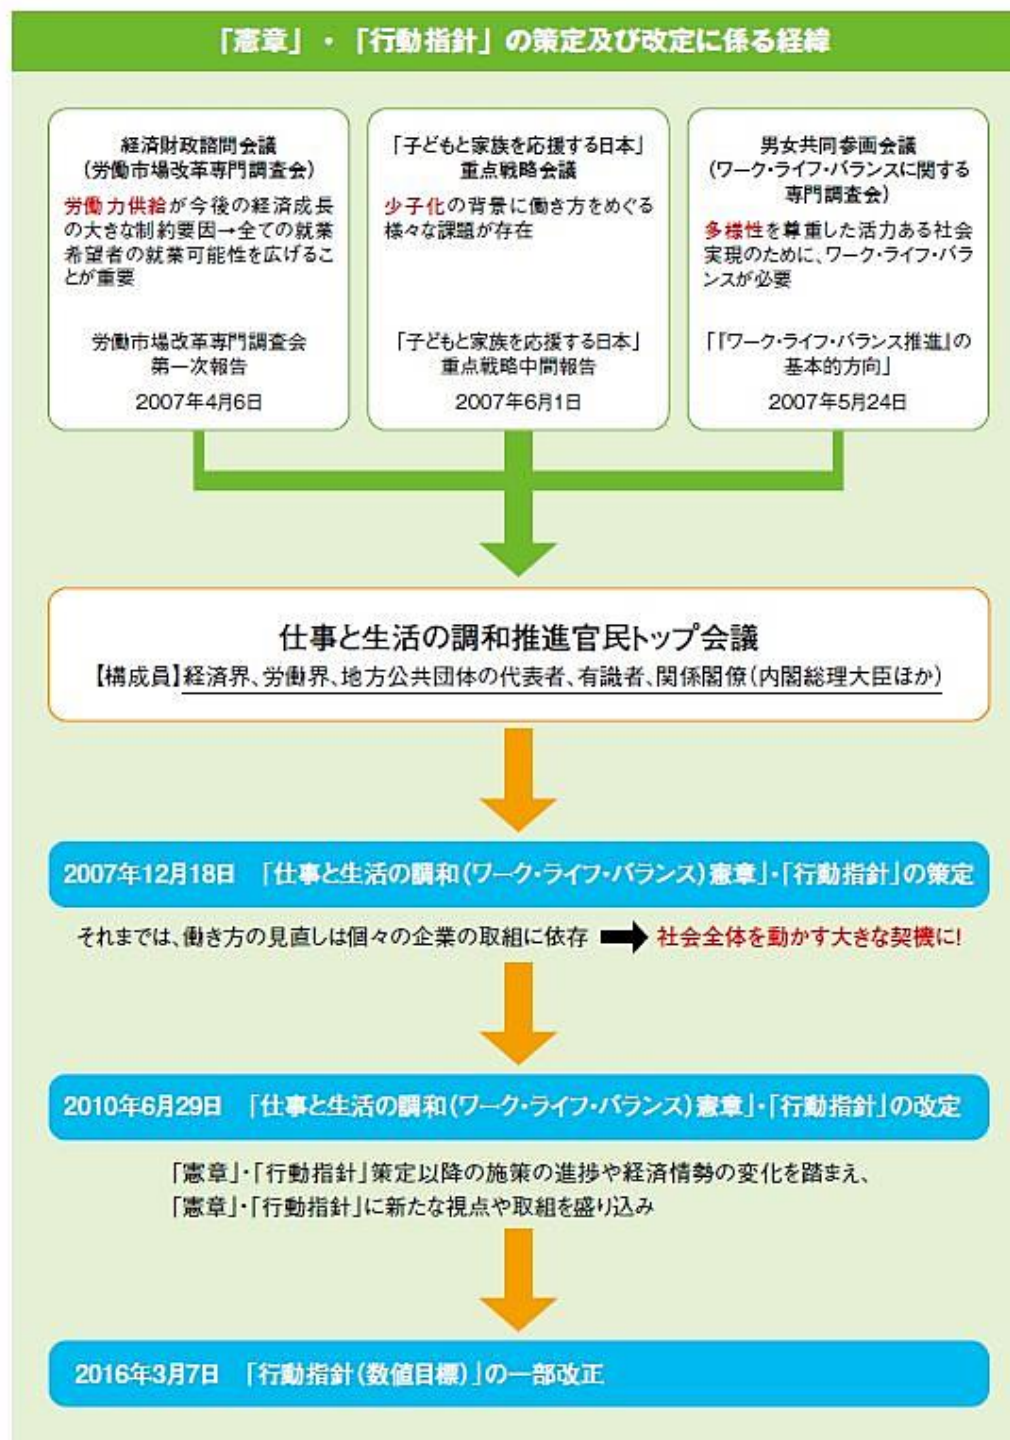 「憲章」・「行動指針」の策定及び改定に係る経緯
経済財政諮問会議
(労働市場改革専門調査会)
労働力供給が今後の経済成長
の大きな制約要因→全ての就業
希望者の就業可能性を広げるこ
とが重要
労働市場改革専門調査会
第一次報告
2007年4月6日
「子どもと家族を応援する日本」
重点戦略会議
少子化の背景に働き方をめぐる
様々な課題が存在
「子どもと家族を応援する日本」
重点戦略中間報告
2007年6月1日
男女共同参画会議
(ワーク・ライフ・バランスに関する
専門調査会)
多様性を尊重した活力ある社会
実現のために、ワーク・ライフ・バラ
ンスが必要
「『ワーク・ライフ・バランス推進』の
基本的方向」
2007年5月24日
仕事と生活の調和推進官民トップ会議
【構成員】経済界、労働界、地方公共団体の代表者、有識者、関係閣僚(内閣総理大臣ほか)
2007年12月18日 「仕事と生活の調和(ワーク・ライフ・バランス)憲章」・「行動指針」の策定
それまでは、働き方の見直しは個々の企業の取組に依存 ➡ 社会全体を動かす大きな契機に!
2010年6月29日 「仕事と生活の調和(ワーク・ライフ・バランス)憲章」・「行動指針」の改定
「憲章」・「行動指針」策定以降の施策の進捗や経済情勢の変化を踏まえ、
「憲章」・「行動指針」に新たな視点や取組を盛り込み
2016年3月7日 「行動指針(数値目標)」の一部改正